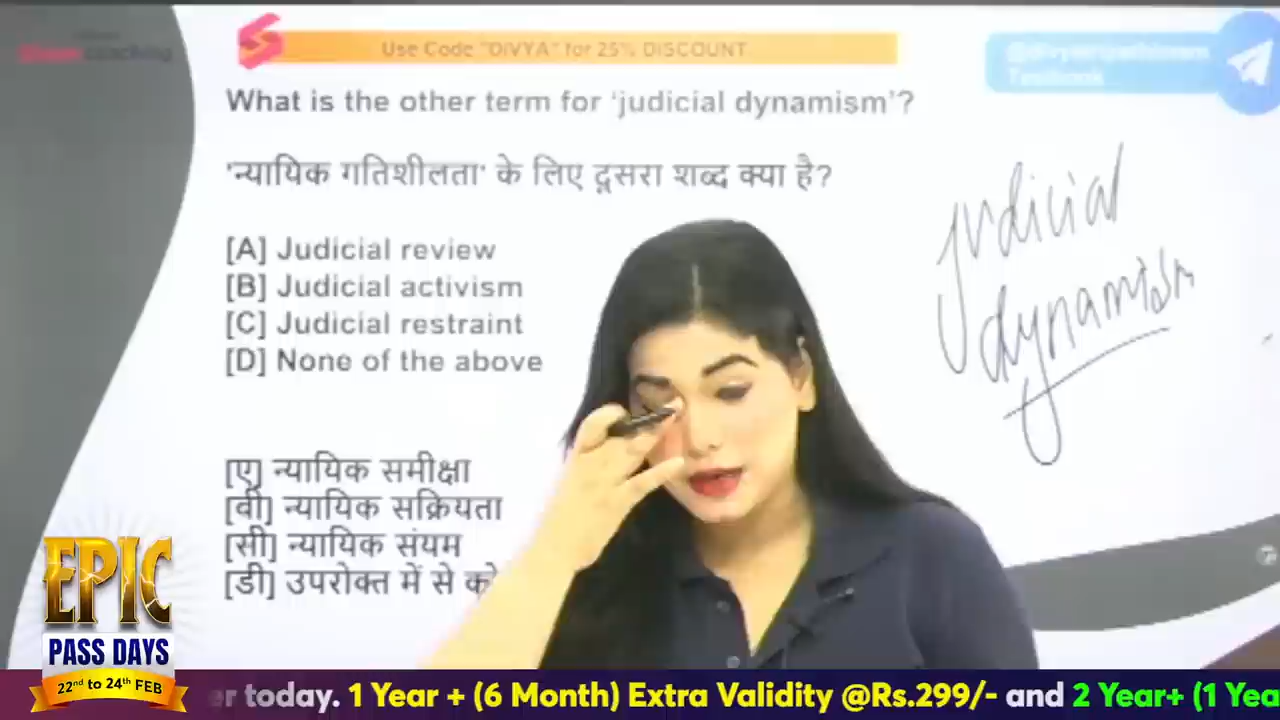 coaching
Use Code "DIVYA" for 25% DISCOUNT
What is the other term for 'judicial dynamism'?
'न्यायिक गतिशीलता' के लिए दूसरा शब्द क्या है?
[A] Judicial review
[B] Judicial activism
[C] Judicial restraint
[D] None of the above
[ए] न्यायिक समीक्षा
[वी] न्यायिक सक्रियता
[सी] न्यायिक संयम
[डी] उपरोक्त में से
judicial
dynamism
EPIC
PASS DAYS
22nd to 24th FEB
today. 1 Year + (6 Month) Extra Validity @Rs.299/- and 2 Year+ (1